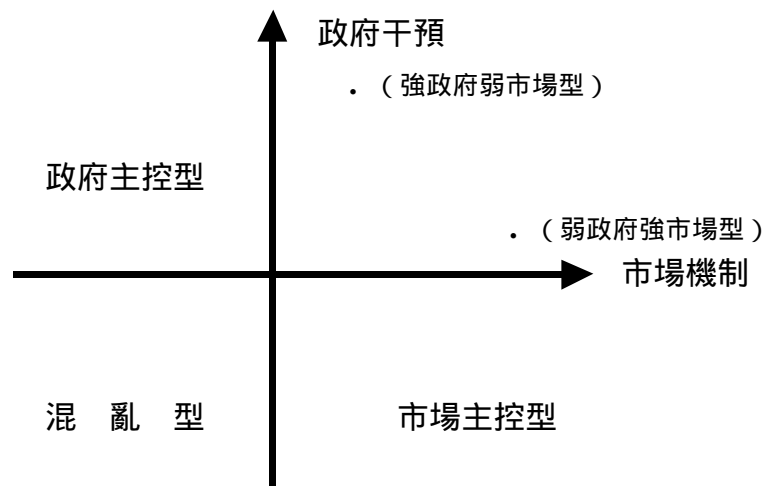 政府干預
.（強政府弱市場型）
政府主控型
.（弱政府強市場型）
市場機制
混 亂 型
市場主控型